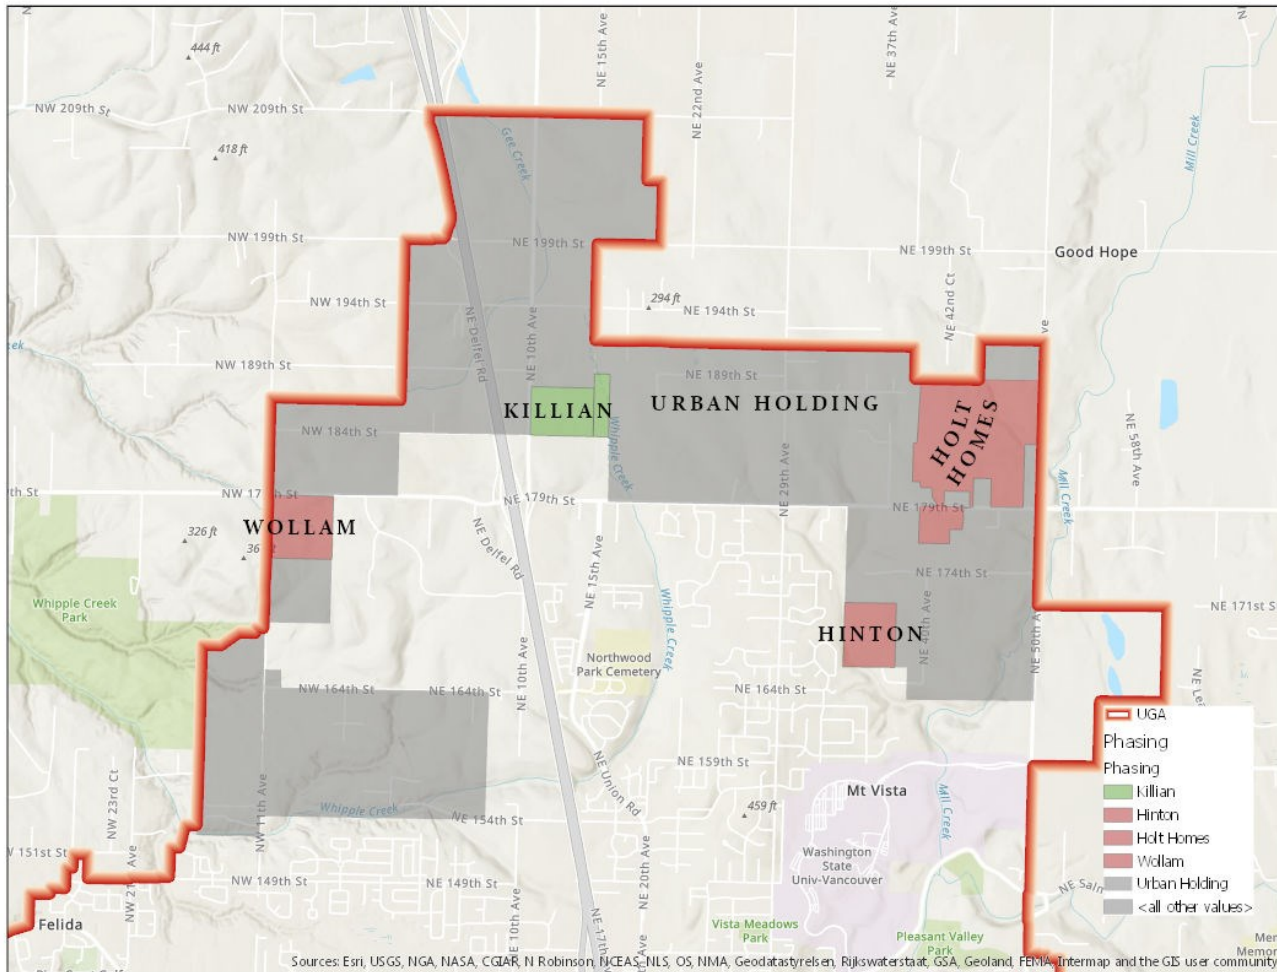 444 ft
NE 15th Ave
NE 37th Ave
NE 22nd Ave
NW 209th St
NW 209th St
418 ft
Gee Creek
Mill Creek
NW 199th St
NE 199th St
NE 199th St
Good Hope
NW 194th St
294 ft
NE 194th St
NE 42nd Ct
NE Delfel Rd
NE 10th Ave
NW 189th St
NE 189th St
KILLIAN
URBAN HOLDING
HOLT
HOMES
NW 184th St
Whipple Creek
NE 29th Ave
NE 58th Ave
NE 179th St
NE 179th St
Mill Creek
WOLLAM
326 ft
NE Delfel Rd
NE 15th Ave
NE 174th St
Whipple Creek
Park
Whipple Creek
NE 171st St
HINTON
NE 40th Ave
NE 50th A
Northwood
Park Cemetery
NE 10th Ave
NW 164th St
NE 164th St
NE 164th St
NE Lea
NE 159th St
NE Union Rd
Mt Vista
Mill Creek
459 ft
NW 23rd Ct
NW 11th Ave
Whipple Creek
NE 154th St
W 151st St
NW 149th St
NE 149th St
Washington
State
Univ-Vancouver
NE 20th Ave
NE 10th Ave
NE 17th
Felida
Vista Meadows
Park
Pleasant Valley
Park
NE Saln
UGA
Phasing
Phasing
Killian
Hinton
Holt Homes
Wollam
Urban Holding
<all other values>
Sources: Esri, USGS, NGA, NASA, CGIAR, N Robinson, NCEAS, NLS, OS, NMA, Geodatastyrelsen, Rijkswaterstaat, GSA, Geoland, FEMA, Intermap and the GIS user community